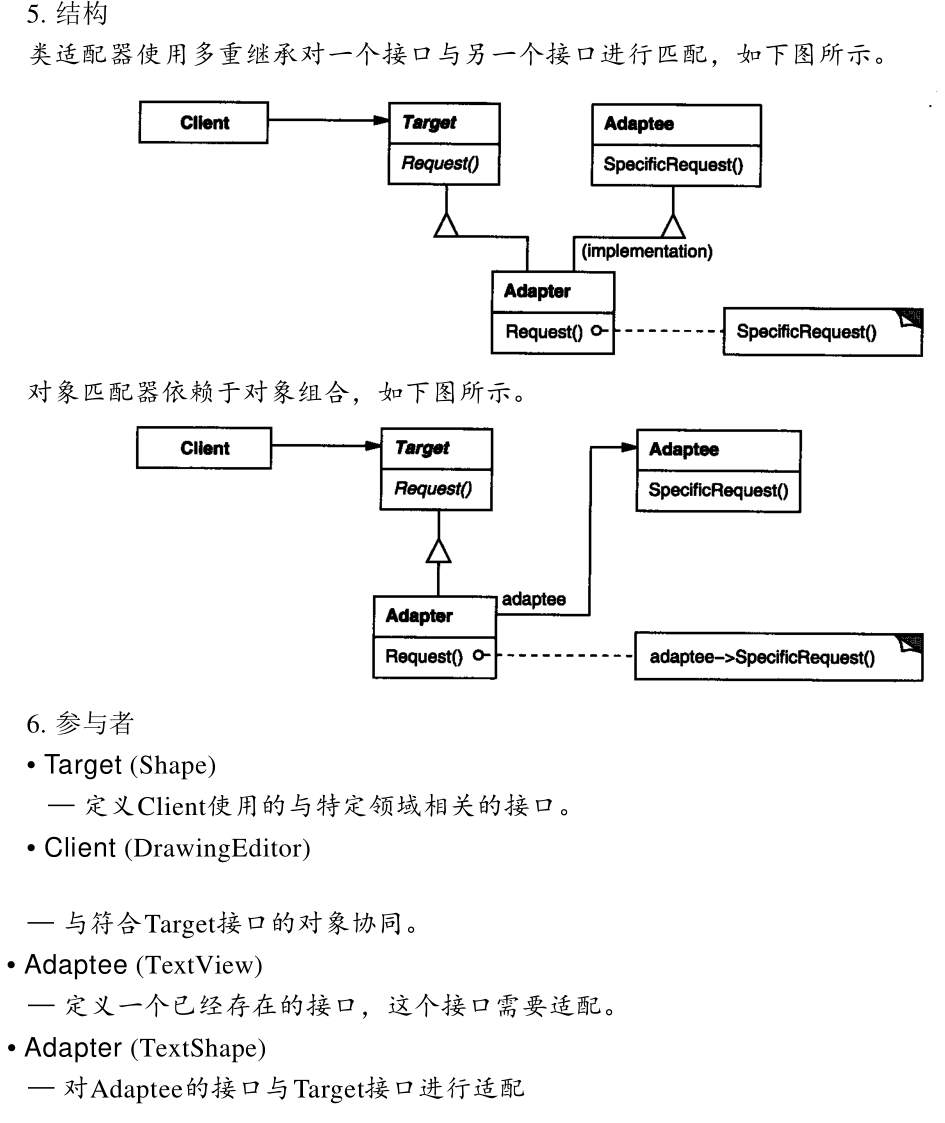 5. 结构
类适配器使用多重继承对一个接口与另一个接口进行匹配，如下图所示。
Client
Target
Request()
Adaptee
SpecificRequest()
(implementation)
Adapter
Request()
SpecificRequest()
对象匹配器依赖于对象组合，如下图所示。
Client
Target
Request()
Adaptee
SpecificRequest()
adaptee
Adapter
Request()
adaptee->SpecificRequest()
6. 参与者
• Target (Shape)
— 定义Client使用的与特定领域相关的接口。
• Client (DrawingEditor)
— 与符合Target接口的对象协同。
• Adaptee (TextView)
— 定义一个已经存在的接口，这个接口需要适配。
• Adapter (TextShape)
— 对Adaptee的接口与Target接口进行适配